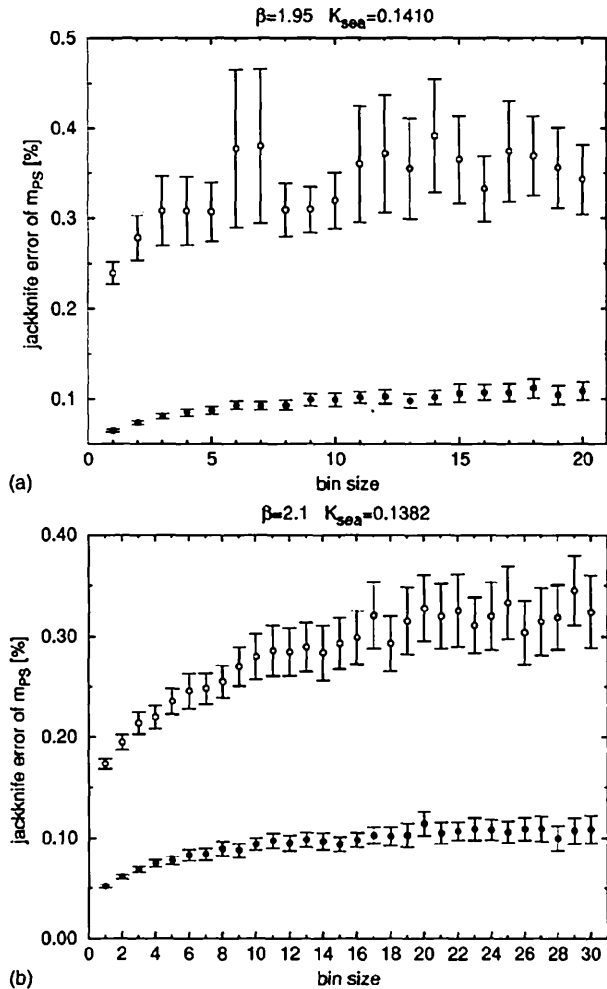 β=1.95 K_sea=0.1410
0.5
0.4
0.3
0.2
0.1
jackknife error of m_PS [%]
0 5 10 15 20
bin size
(a)
β=2.1 K_sea=0.1382
0.40
0.30
0.20
0.10
0.00
jackknife error of m_PS [%]
0 2 4 6 8 10 12 14 16 18 20 22 24 26 28 30
bin size
(b)